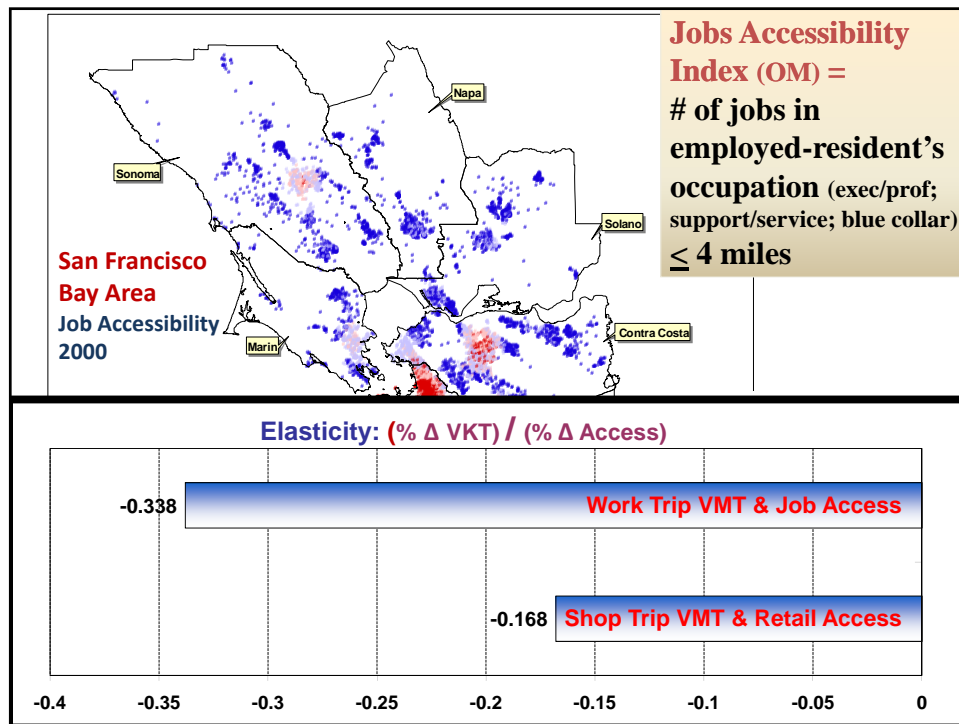 Jobs Accessibility
Index (OM) =
# of jobs in
employed-resident's
occupation (exec/prof;
support/service; blue collar)
≤ 4 miles
Napa
Sonoma
Solano
San Francisco
Bay Area
Job Accessibility
2000
Marin
Contra Costa
Elasticity: (% Δ VKT) / (% Δ Access)
-0.338
Work Trip VMT & Job Access
-0.168
Shop Trip VMT & Retail Access
-0.4 -0.35 -0.3 -0.25 -0.2 -0.15 -0.1 -0.05 0